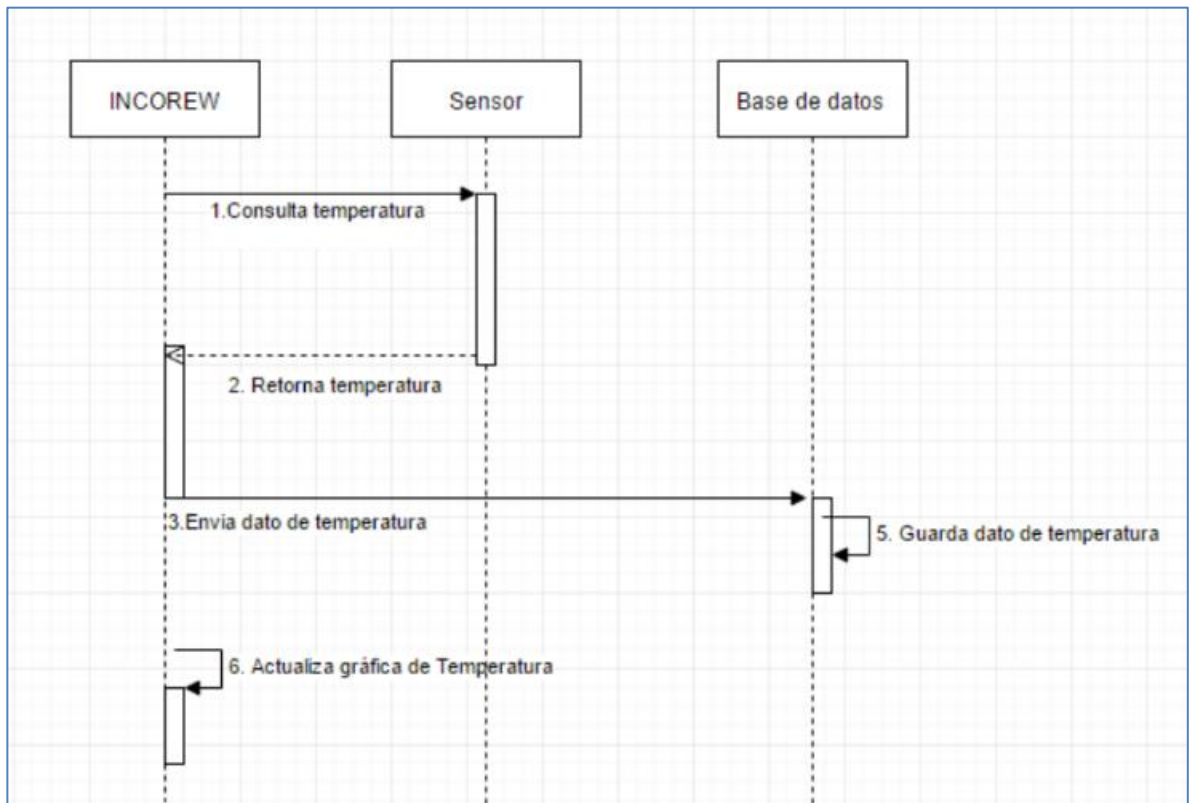 INCOREW
Sensor
Base de datos
1.Consulta temperatura
2. Retorna temperatura
3.Envia dato de temperatura
5. Guarda dato de temperatura
6. Actualiza gráfica de Temperatura